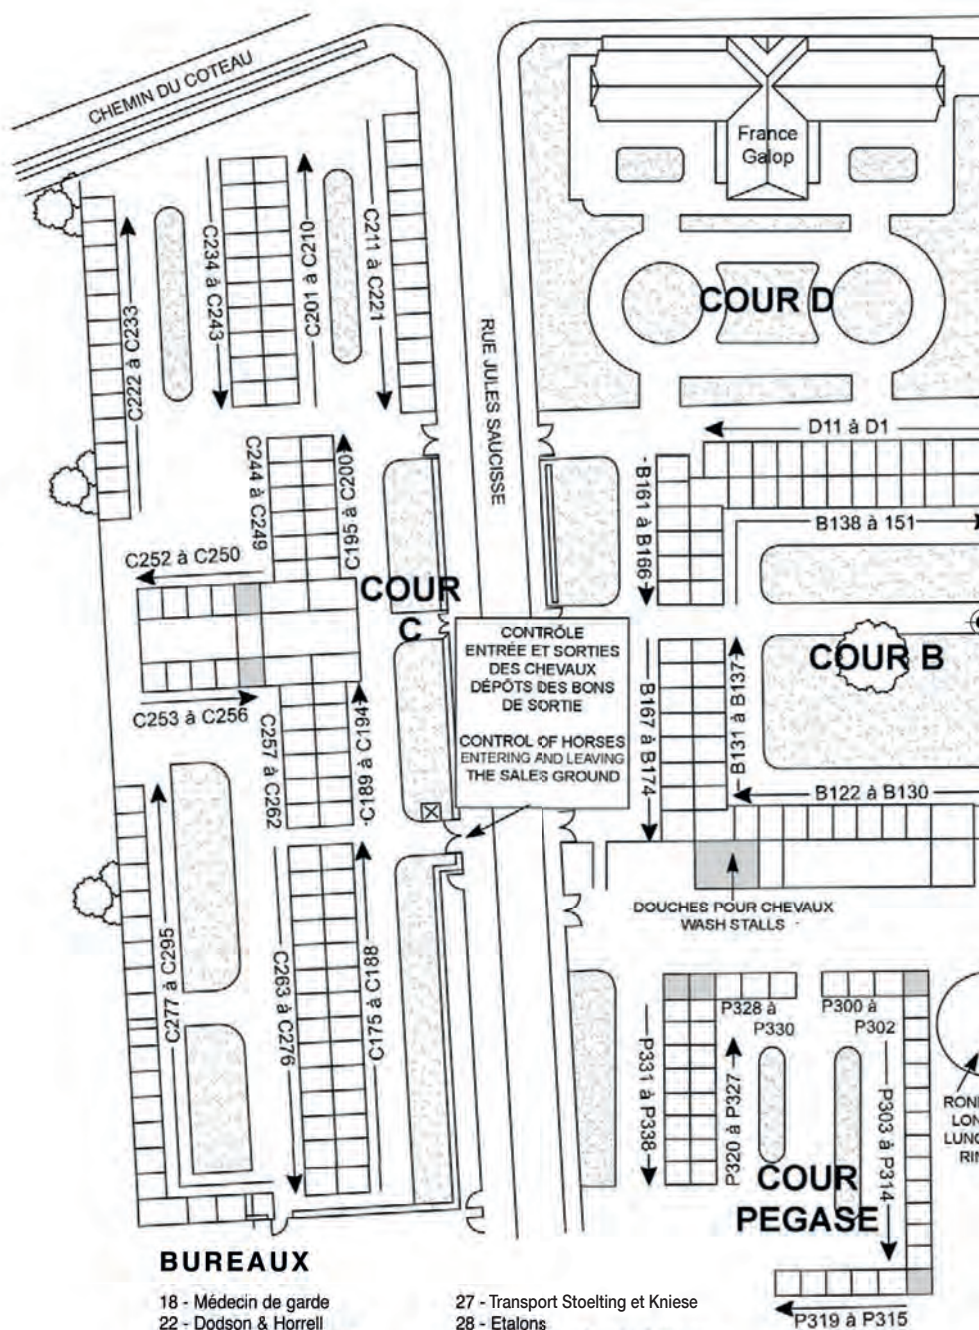 CHEMIN DU COTEAU
France
Galop
C222 à C233
C234 à C243
C201 à C210
C211 à C221
RUE JULES SAUCISSE
COUR D
D11 à D1
C244 à C249
C195 à C200
B161 à B166
B138 à 151
C252 à C250
COUR
C
CONTRÔLE
ENTRÉE ET SORTIES
DES CHEVAUX
DÉPÔTS DES BONS
DE SORTIE
CONTROL OF HORSES
ENTERING AND LEAVING
THE SALES GROUND
COUR B
C253 à C256
C257 à C262
C189 à C194
B167 à B174
B131 à B137
B122 à B130
DOUCHES POUR CHEVAUX
WASH STALLS
C277 à C295
C263 à C276
C175 à C188
P328 à
P330
P300 à
P302
P331 à P338
P320 à P327
P303 à P314
COUR
PEGASE
P319 à P315
BUREAUX
18 - Médecin de garde
22 - Dodson & Horrell
27 - Transport Stoelting et Kniese
28 - Etalons